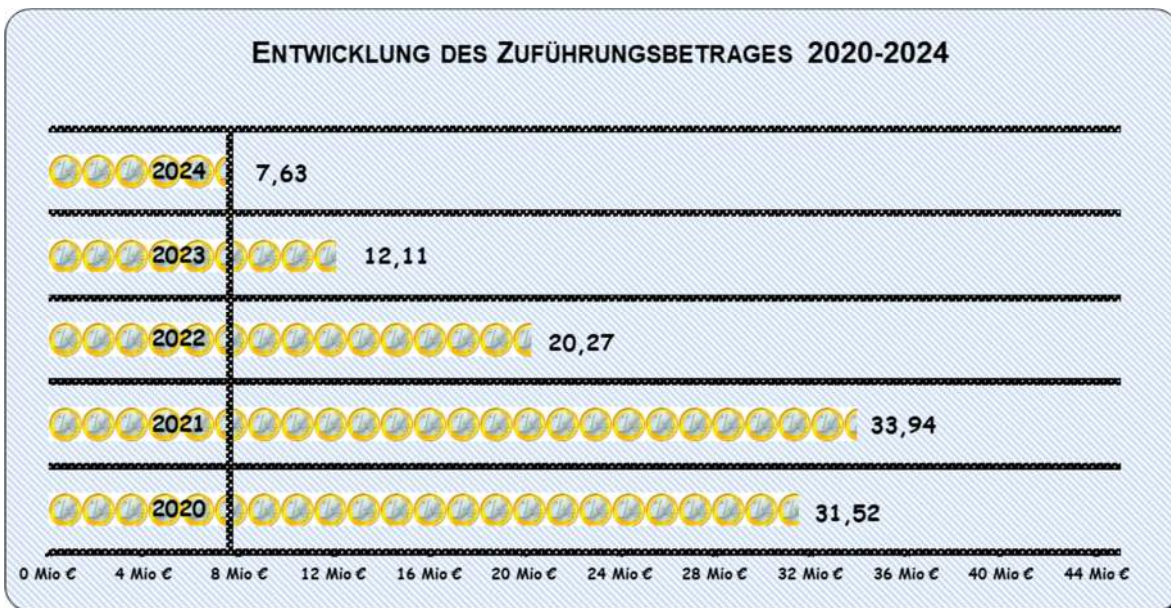 ENTWICKLUNG DES ZUFÜHRUNGSBETRAGES 2020-2024
2024 7,63
2023 12,11
2022 20,27
2021 33,94
2020 31,52
0 Mio € 4 Mio € 8 Mio € 12 Mio € 16 Mio € 20 Mio € 24 Mio € 28 Mio € 32 Mio € 36 Mio € 40 Mio € 44 Mio €